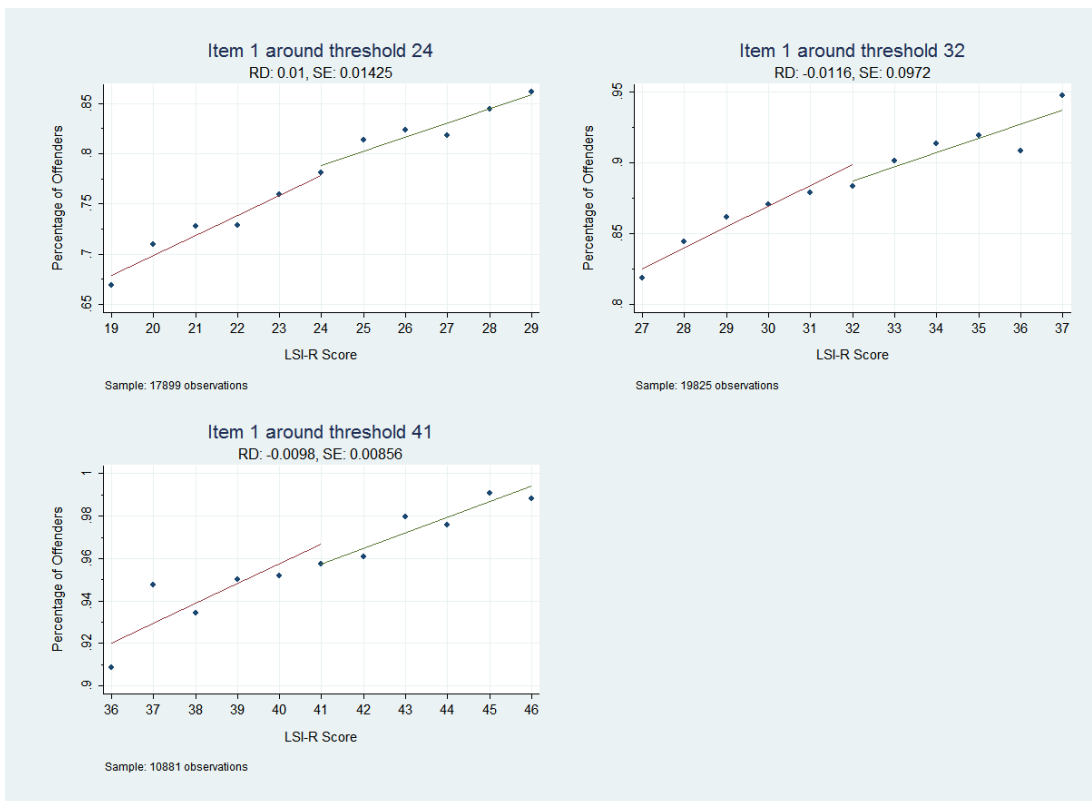 Item 1 around threshold 24
RD: 0.01, SE: 0.01425
Percentage of Offenders
.85
.8
.75
.7
.65
19 20 21 22 23 24 25 26 27 28 29
LSI-R Score
Sample: 17899 observations
Item 1 around threshold 32
RD: -0.0116, SE: 0.0972
Percentage of Offenders
.95
.9
.85
.8
27 28 29 30 31 32 33 34 35 36 37
LSI-R Score
Sample: 19825 observations
Item 1 around threshold 41
RD: -0.0098, SE: 0.00856
Percentage of Offenders
1
.98
.96
.94
.92
.9
36 37 38 39 40 41 42 43 44 45 46
LSI-R Score
Sample: 10881 observations